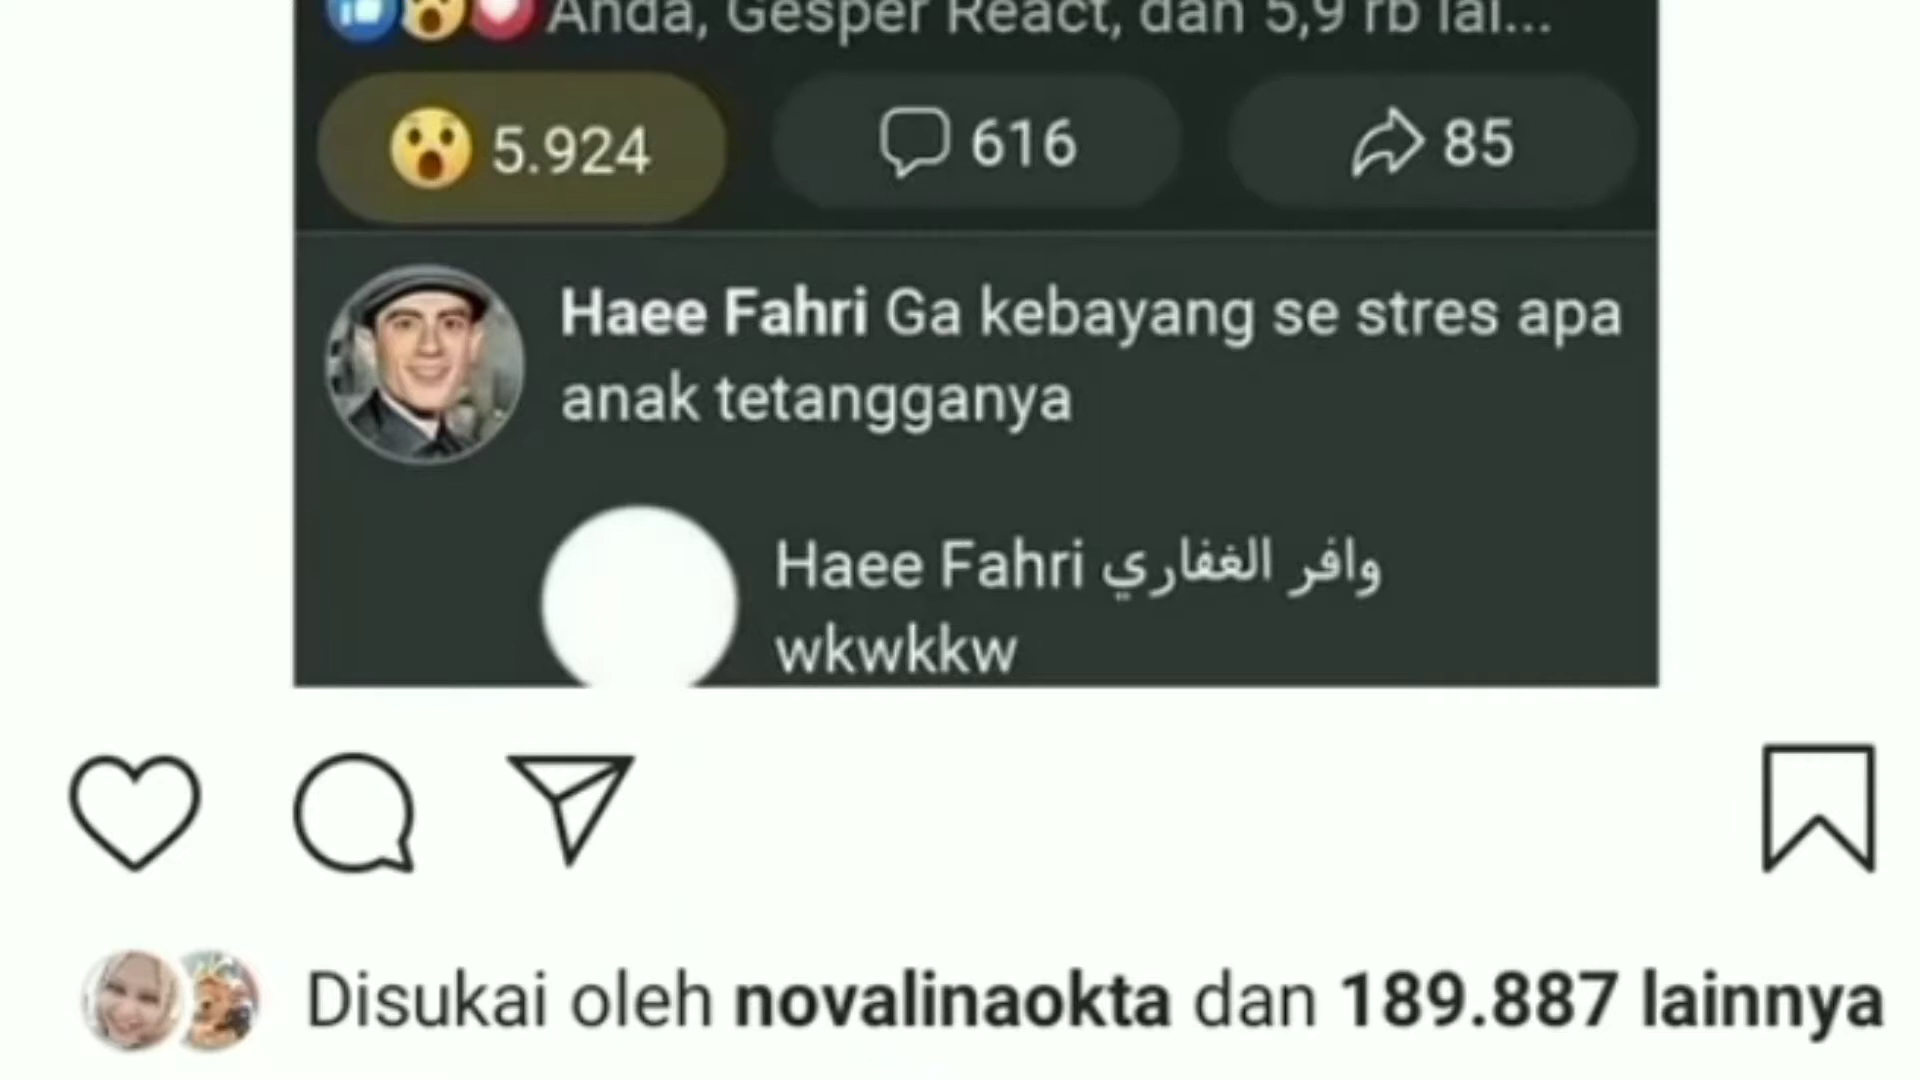 Anda, Gesper React, dan 5,9 rb lai...
5.924 616 85
Haee Fahri Ga kebayang se stres apa
anak tetangganya
Haee Fahri وافر الغفاري
wkwkkw
Disukai oleh novalinaokta dan 189.887 lainnya